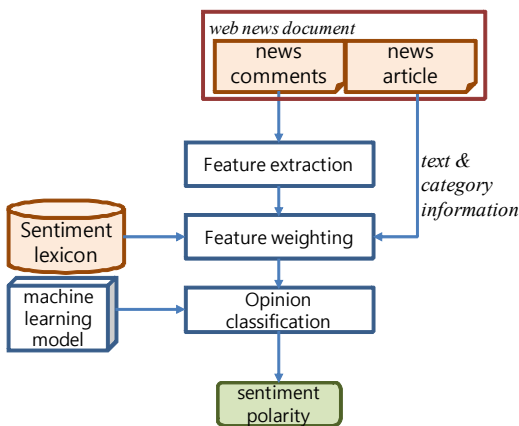 web news document
news
comments
news
article
Feature extraction
text &
category
information
Sentiment
lexicon
Feature weighting
machine
learning
model
Opinion
classification
sentiment
polarity